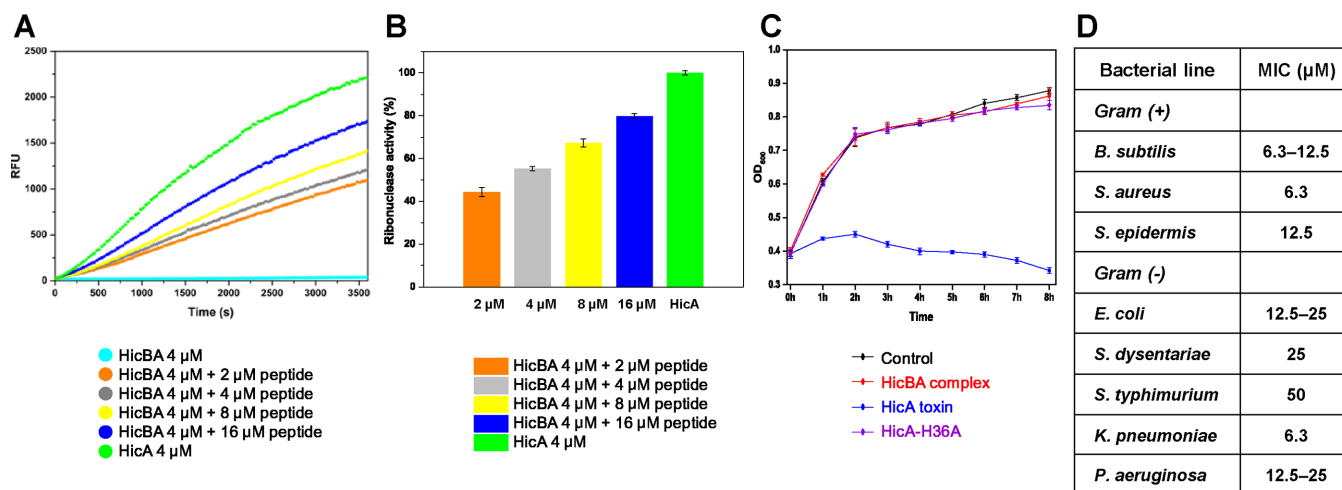 A
RFU
2500
2250
2000
1750
1500
1250
1000
750
500
250
0
0 500 1000 1500 2000 2500 3000 3500
Time (s)
HicBA 4 µM
HicBA 4 µM + 2 µM peptide
HicBA 4 µM + 4 µM peptide
HicBA 4 µM + 8 µM peptide
HicBA 4 µM + 16 µM peptide
HicA 4 µM
B
Ribonuclease activity (%)
100
80
60
40
20
0
2 µM 4 µM 8 µM 16 µM HicA
HicBA 4 µM + 2 µM peptide
HicBA 4 µM + 4 µM peptide
HicBA 4 µM + 8 µM peptide
HicBA 4 µM + 16 µM peptide
HicA 4 µM
C
OD600
1.0
0.9
0.8
0.7
0.6
0.5
0.4
0.3
0h 1h 2h 3h 4h 5h 6h 7h 8h
Time
Control
HicBA complex
HicA toxin
HicA-H36A
D
Bacterial line MIC (µM)
Gram (+)
B. subtilis 6.3–12.5
S. aureus 6.3
S. epidermis 12.5
Gram (-)
E. coli 12.5–25
S. dysentariae 25
S. typhimurium 50
K. pneumoniae 6.3
P. aeruginosa 12.5–25